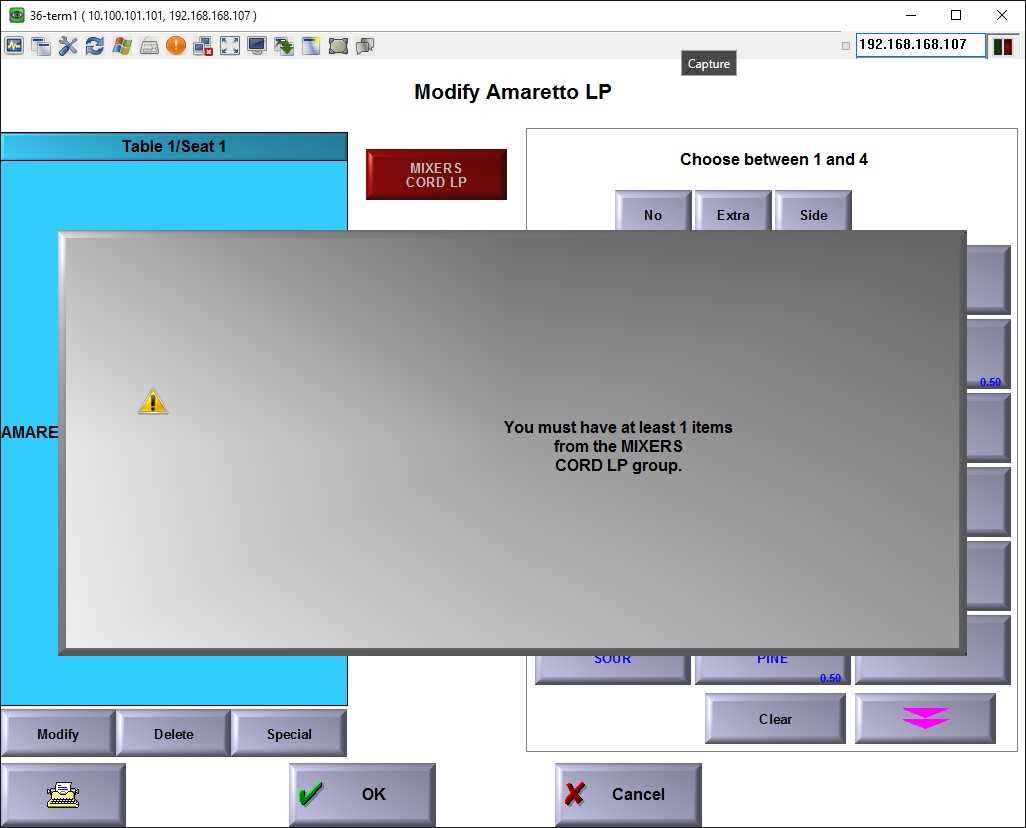 36-term1 ( 10.100.101.101, 192.168.168.107 )
192.168.168.107
Capture
Modify Amaretto LP
Table 1/Seat 1
MIXERS
CORD LP
Choose between 1 and 4
No
Extra
Side
0.50
AMARE
You must have at least 1 items
from the MIXERS
CORD LP group.
SOUR
PINE
0.50
Clear
Modify
Delete
Special
OK
Cancel